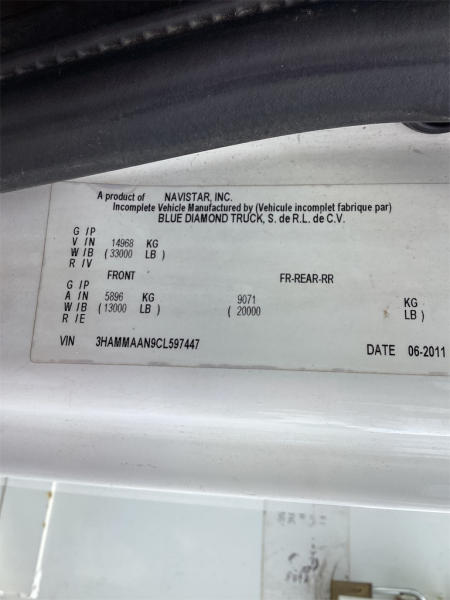 A product of NAVISTAR, INC.
Incomplete Vehicle Manufactured by (Vehicule incomplet fabrique par)
BLUE DIAMOND TRUCK, S. de R.L. de C.V.
G /P
V / N 14968 KG
W / B ( 33000 LB )
R / V
FRONT FR-REAR-RR
G /P
A / N 5896 KG 9071 KG
W / B ( 13000 LB ) ( 20000 LB )
R / E
VIN 3HAMMAAN9CL597447 DATE 06-2011